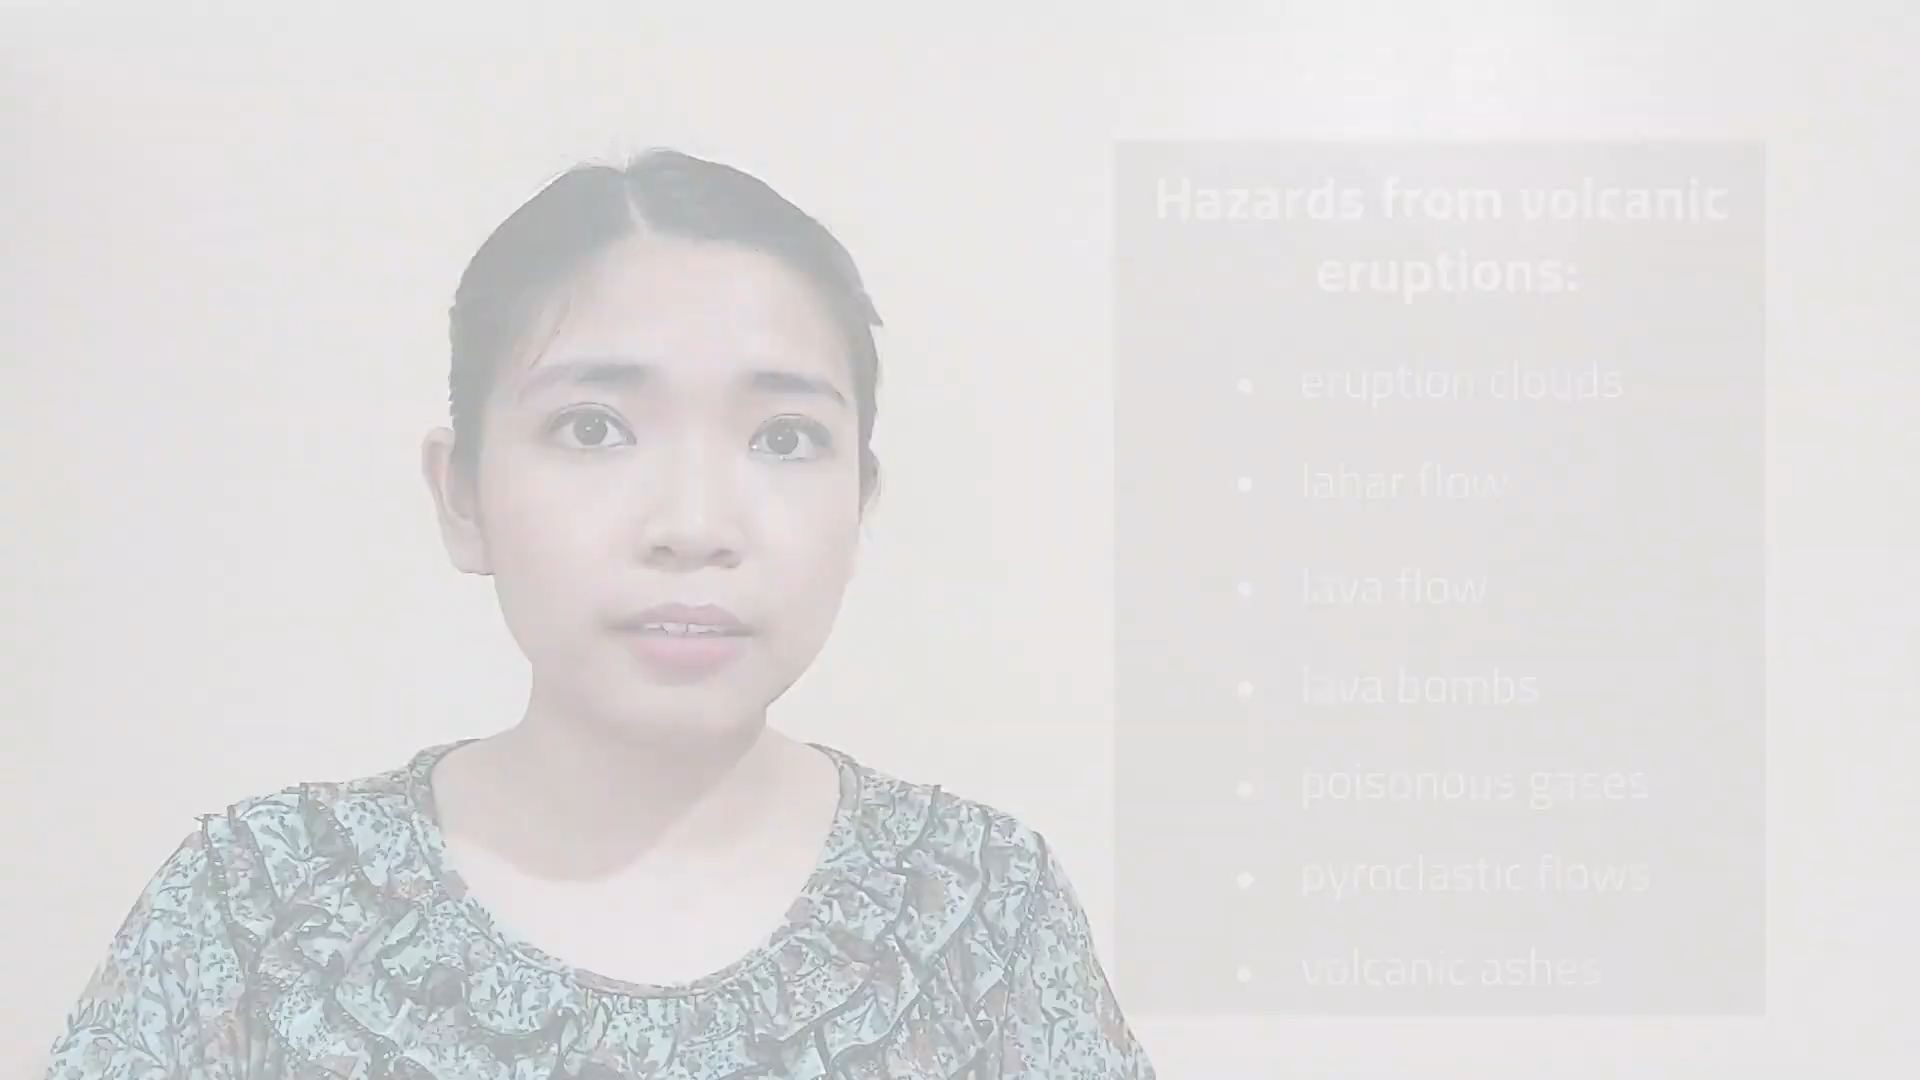 Hazards from volcanic
eruptions:
• eruption clouds
• lahar flow
• lava flow
• lava bombs
• poisonous gases
• pyroclastic flows
• volcanic ashes